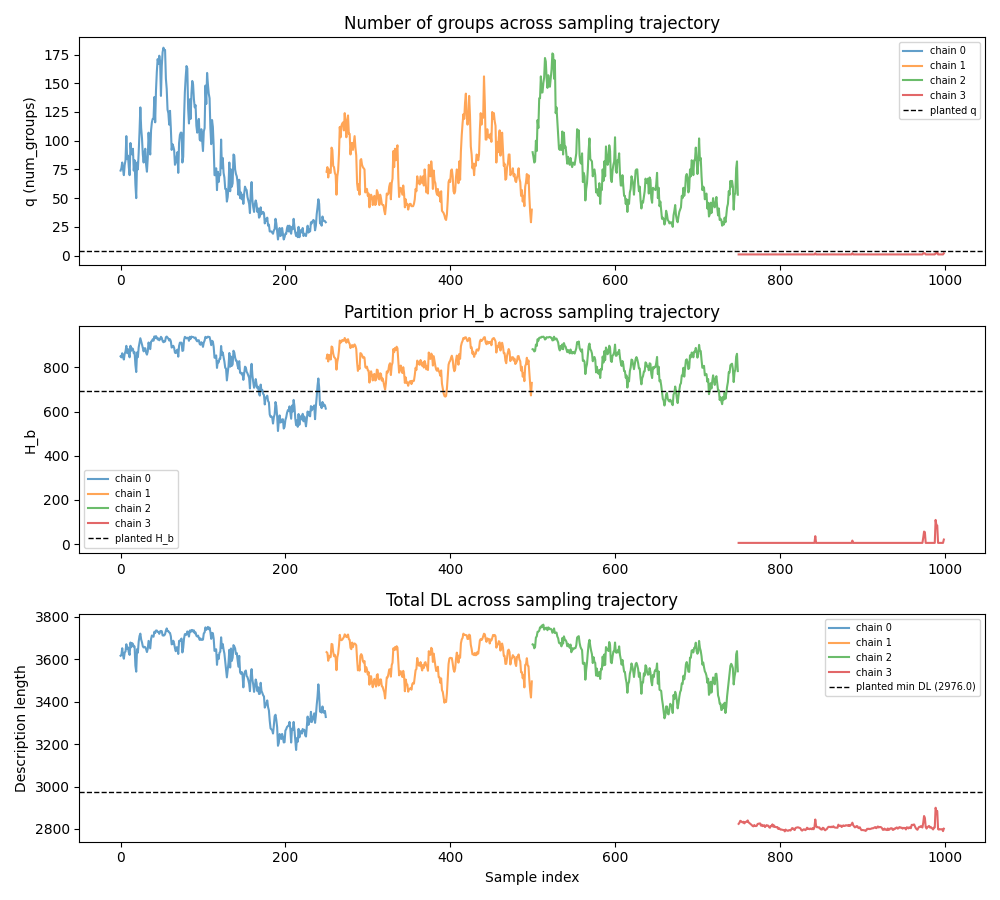 Number of groups across sampling trajectory
q (num_groups)
175
150
125
100
75
50
25
0
chain 0
chain 1
chain 2
chain 3
planted q
0
200
400
600
800
1000
Partition prior H_b across sampling trajectory
H_b
800
600
400
200
0
chain 0
chain 1
chain 2
chain 3
planted H_b
0
200
400
600
800
1000
Total DL across sampling trajectory
Description length
3800
3600
3400
3200
3000
2800
chain 0
chain 1
chain 2
chain 3
planted min DL (2976.0)
0
200
400
600
800
1000
Sample index